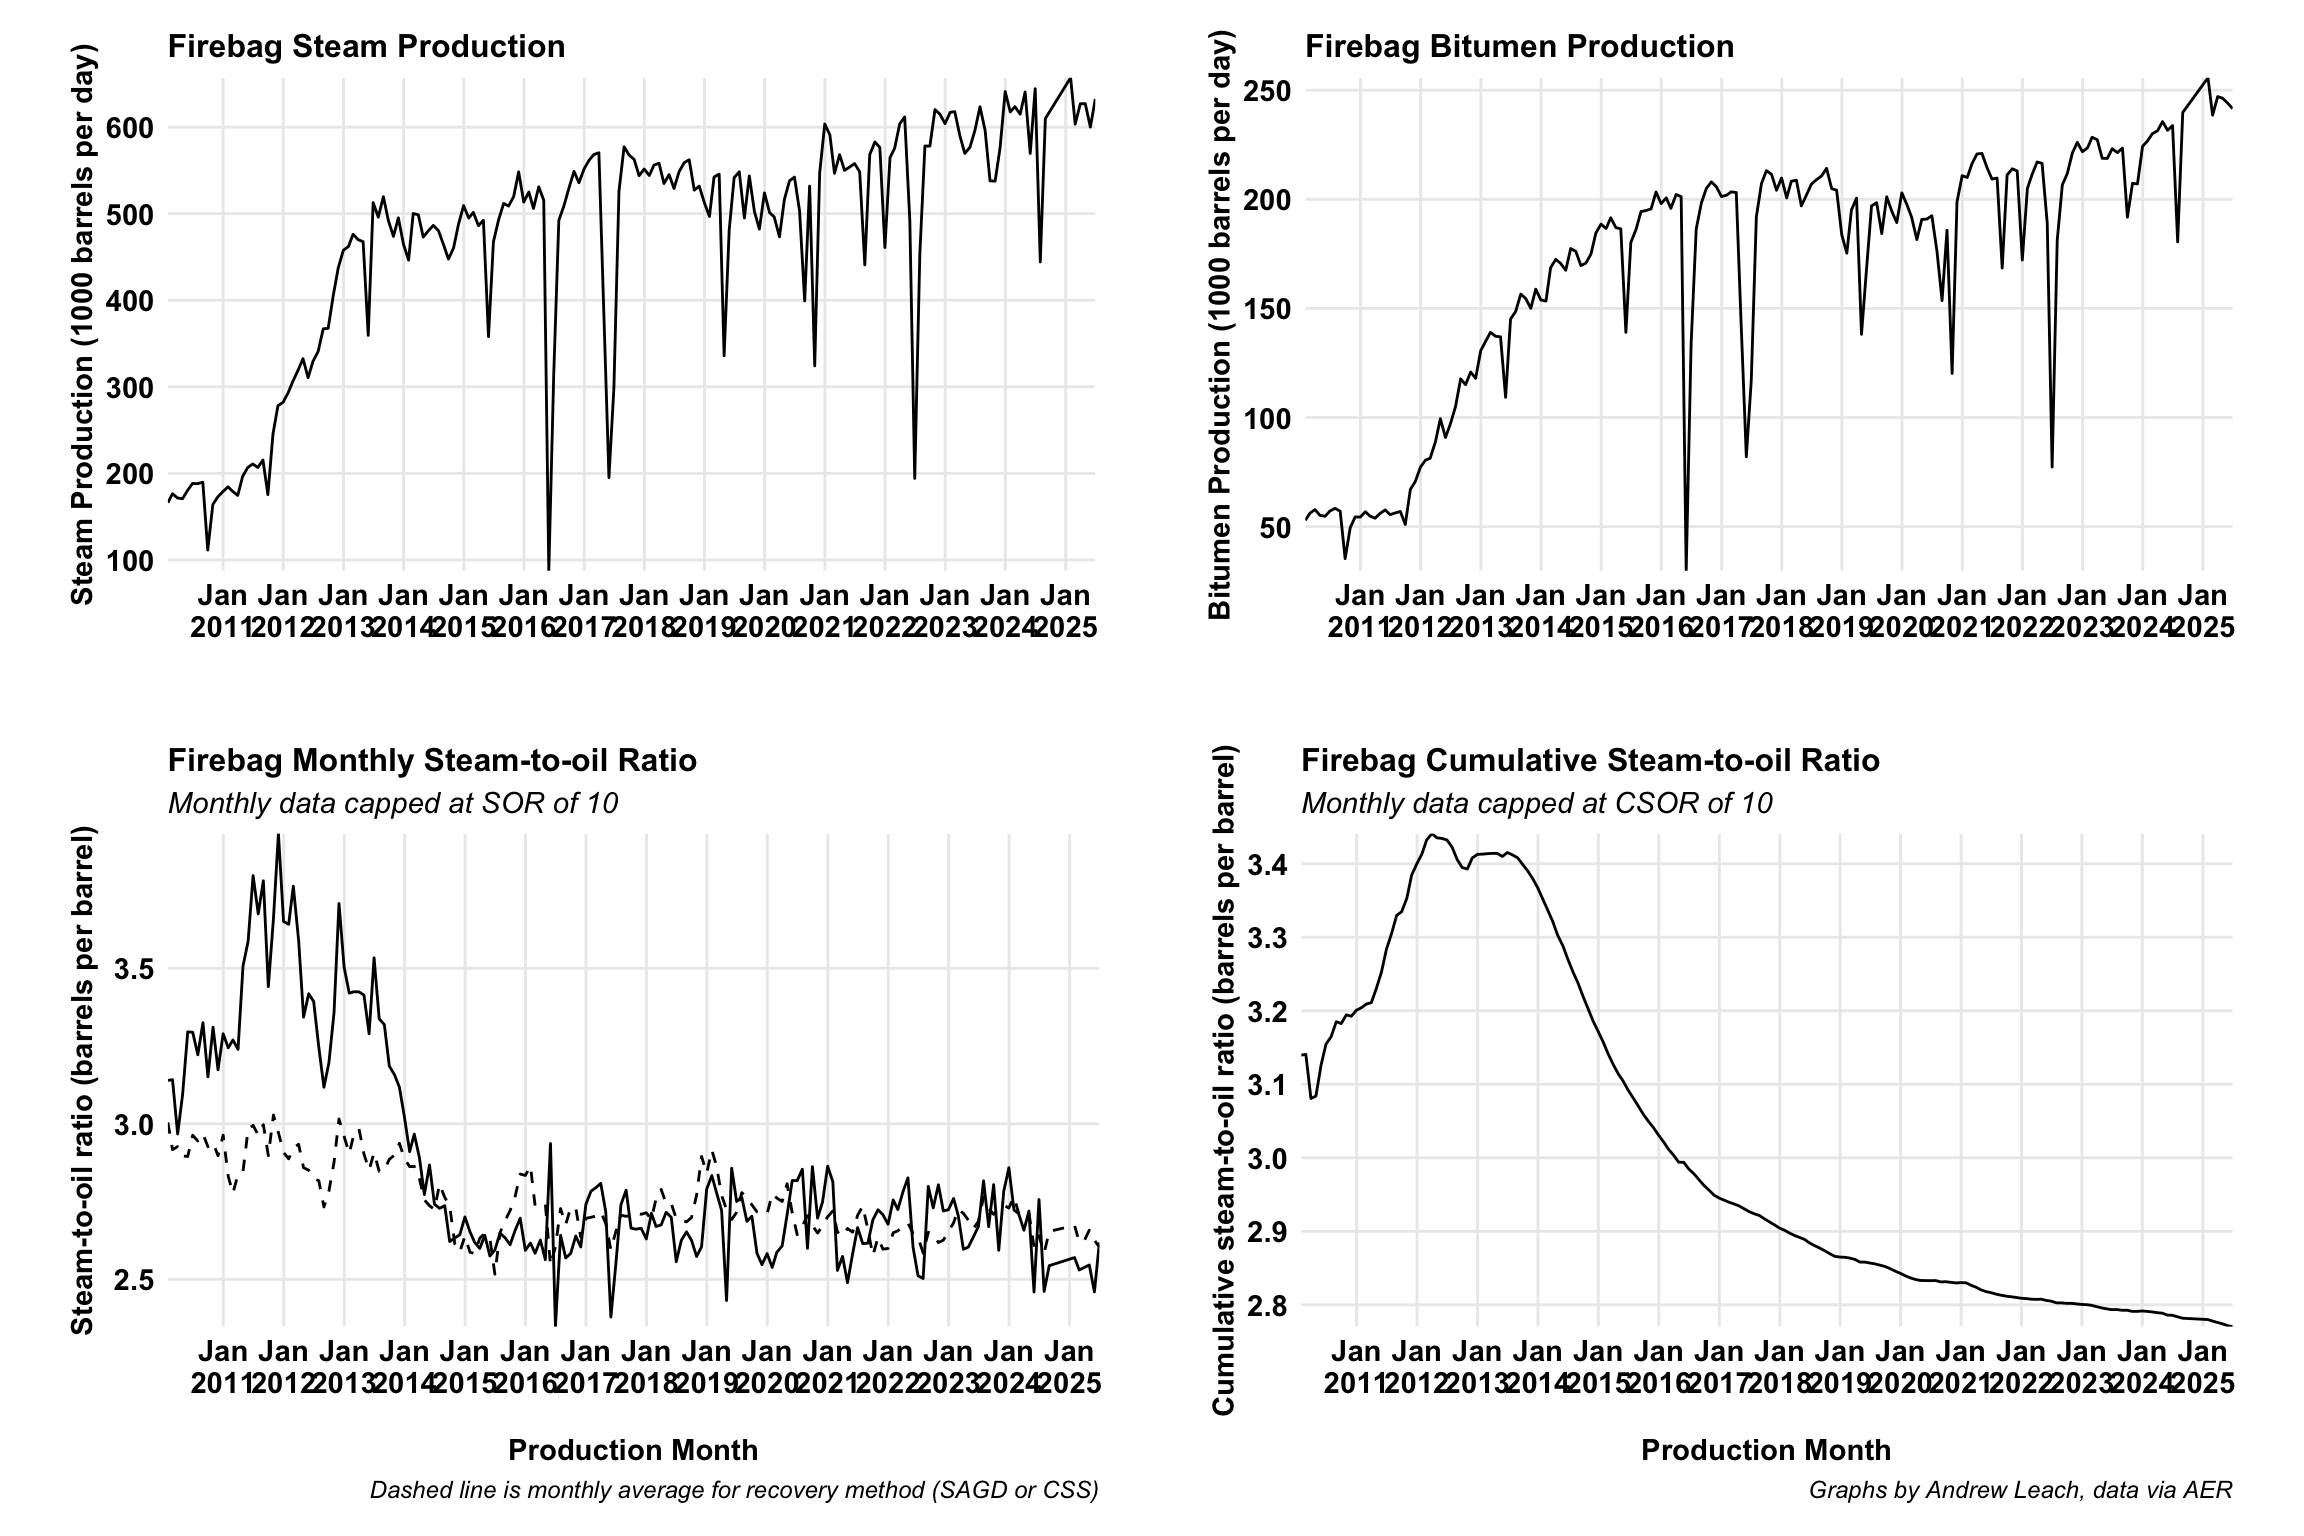 Firebag Steam Production
Steam Production (1000 barrels per day)
600
500
400
300
200
100
Jan Jan Jan Jan Jan Jan Jan Jan Jan Jan Jan Jan Jan Jan Jan
2011 2012 2013 2014 2015 2016 2017 2018 2019 2020 2021 2022 2023 2024 2025
Firebag Bitumen Production
Bitumen Production (1000 barrels per day)
250
200
150
100
50
Jan Jan Jan Jan Jan Jan Jan Jan Jan Jan Jan Jan Jan Jan Jan
2011 2012 2013 2014 2015 2016 2017 2018 2019 2020 2021 2022 2023 2024 2025
Firebag Monthly Steam-to-oil Ratio
Monthly data capped at SOR of 10
Steam-to-oil ratio (barrels per barrel)
3.5
3.0
2.5
Jan Jan Jan Jan Jan Jan Jan Jan Jan Jan Jan Jan Jan Jan Jan
2011 2012 2013 2014 2015 2016 2017 2018 2019 2020 2021 2022 2023 2024 2025
Production Month
Dashed line is monthly average for recovery method (SAGD or CSS)
Firebag Cumulative Steam-to-oil Ratio
Monthly data capped at CSOR of 10
Cumulative steam-to-oil ratio (barrels per barrel)
3.4
3.3
3.2
3.1
3.0
2.9
2.8
Jan Jan Jan Jan Jan Jan Jan Jan Jan Jan Jan Jan Jan Jan Jan
2011 2012 2013 2014 2015 2016 2017 2018 2019 2020 2021 2022 2023 2024 2025
Production Month
Graphs by Andrew Leach, data via AER